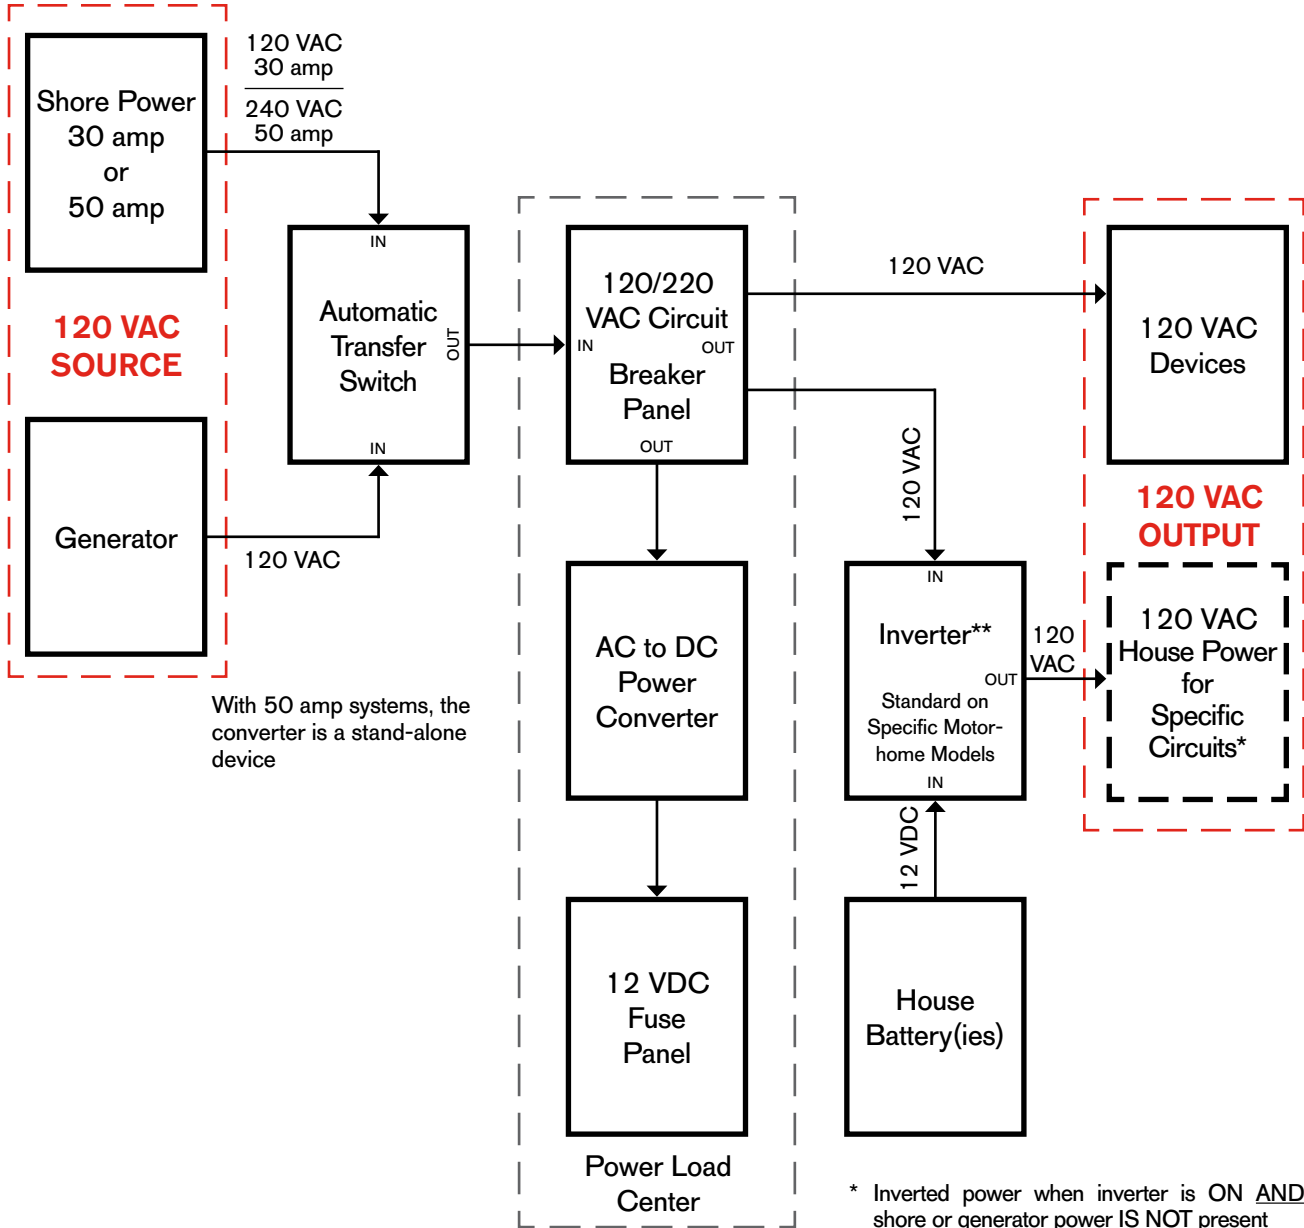 Shore Power
30 amp
or
50 amp
120 VAC
30 amp
240 VAC
50 amp
120 VAC
SOURCE
Generator
120 VAC
IN
Automatic
Transfer
Switch
OUT
IN
With 50 amp systems, the
converter is a stand-alone
device
120/220
VAC Circuit
IN
OUT
Breaker
Panel
OUT
AC to DC
Power
Converter
12 VDC
Fuse
Panel
Power Load
Center
120 VAC
120 VAC
IN
Inverter**
OUT
Standard on
Specific Motor-
home Models
IN
12 VDC
House
Battery(ies)
120
VAC
120 VAC
Devices
120 VAC
OUTPUT
120 VAC
House Power
for
Specific
Circuits*
* Inverted power when inverter is ON AND
shore or generator power IS NOT present